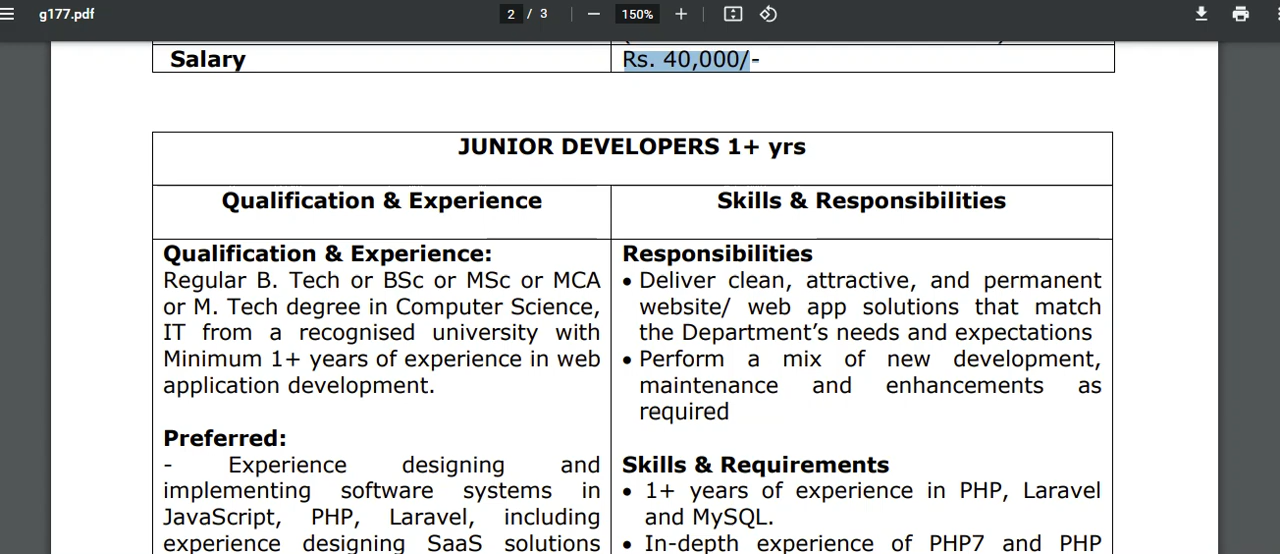 g177.pdf
2 / 3
150%
Salary
Rs. 40,000/-
JUNIOR DEVELOPERS 1+ yrs
Qualification & Experience
Skills & Responsibilities
Qualification & Experience:
Regular B. Tech or BSc or MSc or MCA
or M. Tech degree in Computer Science,
IT from a recognised university with
Minimum 1+ years of experience in web
application development.
Preferred:
- Experience designing and
implementing software systems in
JavaScript, PHP, Laravel, including
experience designing SaaS solutions
Responsibilities
• Deliver clean, attractive, and permanent
website/ web app solutions that match
the Department's needs and expectations
• Perform a mix of new development,
maintenance and enhancements as
required
Skills & Requirements
• 1+ years of experience in PHP, Laravel
and MySQL.
• In-depth experience of PHP7 and PHP